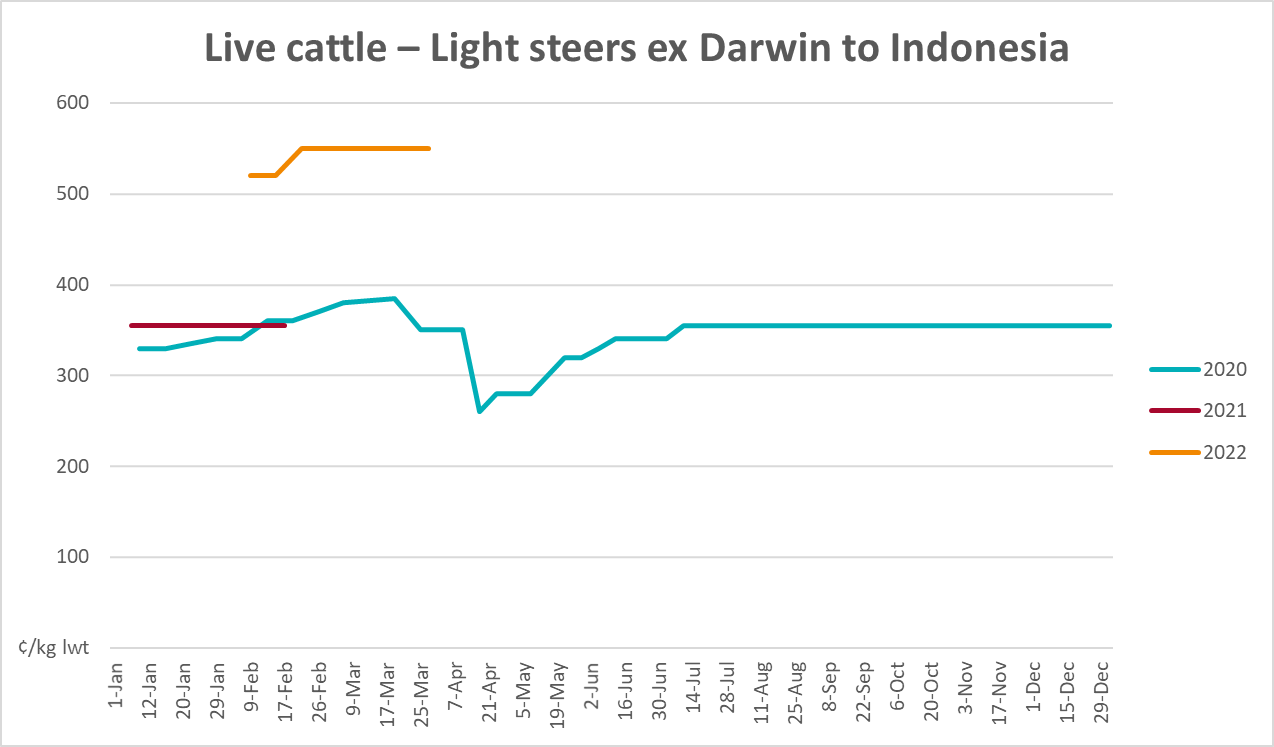 Live cattle – Light steers ex Darwin to Indonesia
600
500
400
300
200
100
¢/kg lwt
1-Jan
12-Jan
20-Jan
29-Jan
9-Feb
17-Feb
26-Feb
9-Mar
17-Mar
25-Mar
7-Apr
21-Apr
5-May
19-May
2-Jun
16-Jun
30-Jun
14-Jul
28-Jul
11-Aug
25-Aug
8-Sep
22-Sep
6-Oct
20-Oct
3-Nov
17-Nov
1-Dec
15-Dec
29-Dec
2020
2021
2022